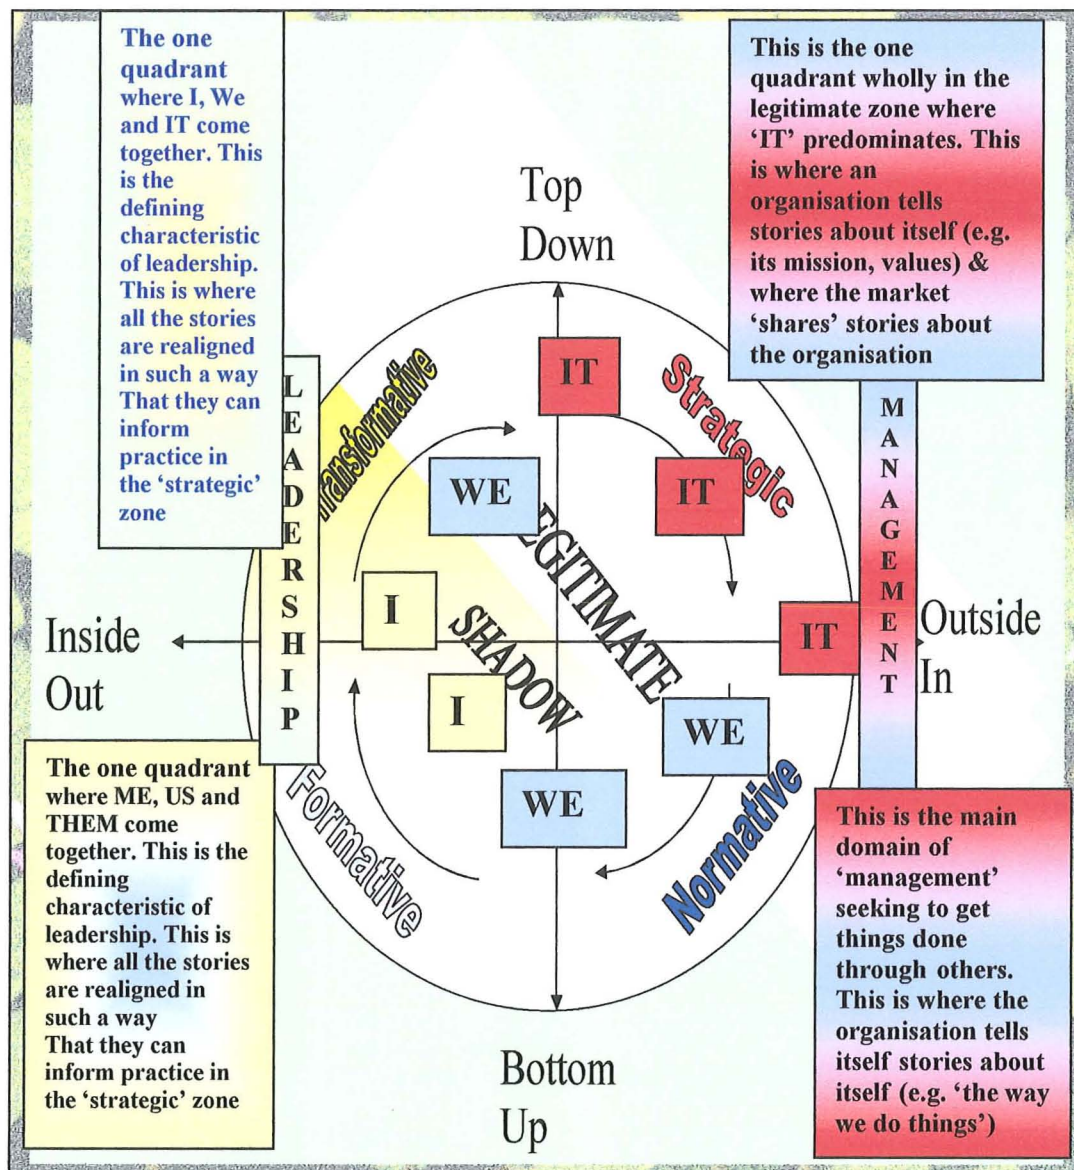 The one
quadrant
where I, We
and IT come
together. This
is the
defining
characteristic
of leadership.
This is where
all the stories
are realigned
in such a way
That they can
inform
practice in
the ‘strategic’
zone
This is the one
quadrant wholly in the
legitimate zone where
‘IT’ predominates. This
is where an
organisation tells
stories about itself (e.g.
its mission, values) &
where the market
‘shares’ stories about
the organisation
Top
Down
Transformative
Strategic
IT
IT
WE
LEADERSHIP
MANAGEMENT
EGITIMATE
SHADOW
I
IT
Inside
Out
Outside
In
I
WE
WE
Formative
Normative
The one quadrant
where ME, US and
THEM come
together. This is the
defining
characteristic of
leadership. This is
where all the stories
are realigned in
such a way
That they can
inform practice in
the ‘strategic’ zone
This is the main
domain of
‘management’
seeking to get
things done
through others.
This is where the
organisation tells
itself stories about
itself (e.g. ‘the way
we do things’)
Bottom
Up